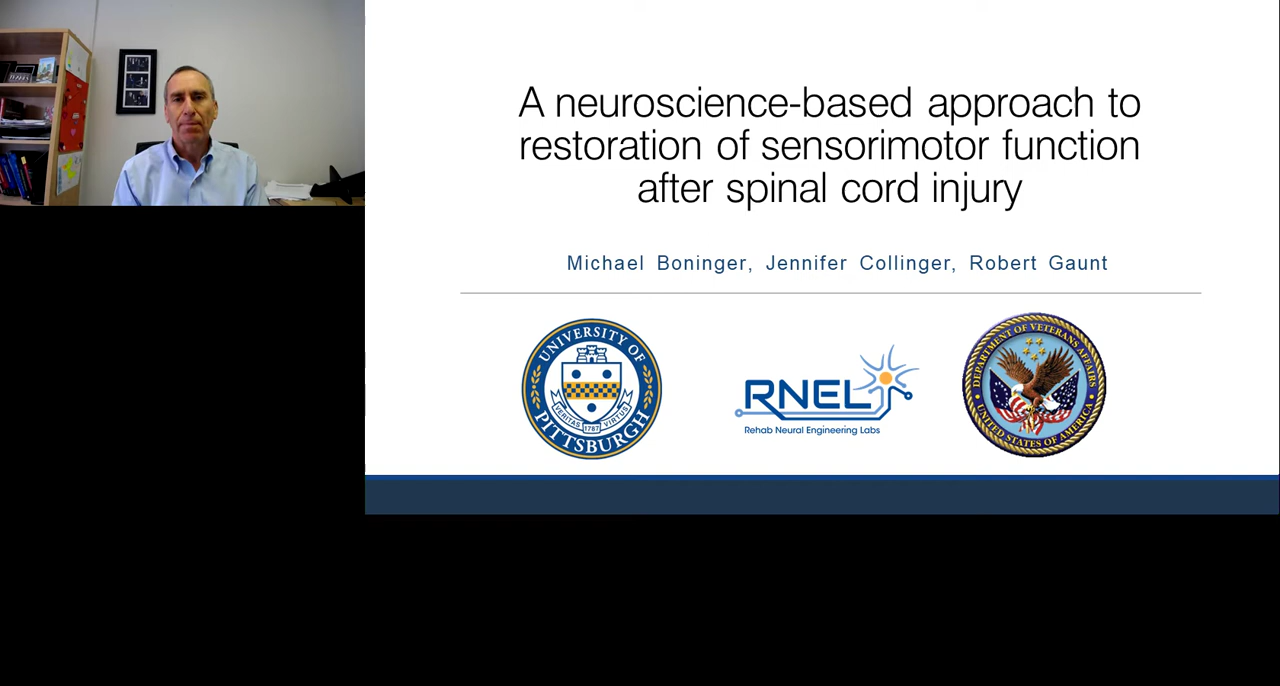 A neuroscience-based approach to
restoration of sensorimotor function
after spinal cord injury
Michael Boninger, Jennifer Collinger, Robert Gaunt
UNIVERSITY OF
VERITAS 1787 VIRTUS
PITTSBURGH
RNEL
Rehab Neural Engineering Labs
DEPARTMENT OF VETERANS AFFAIRS
UNITED STATES OF AMERICA